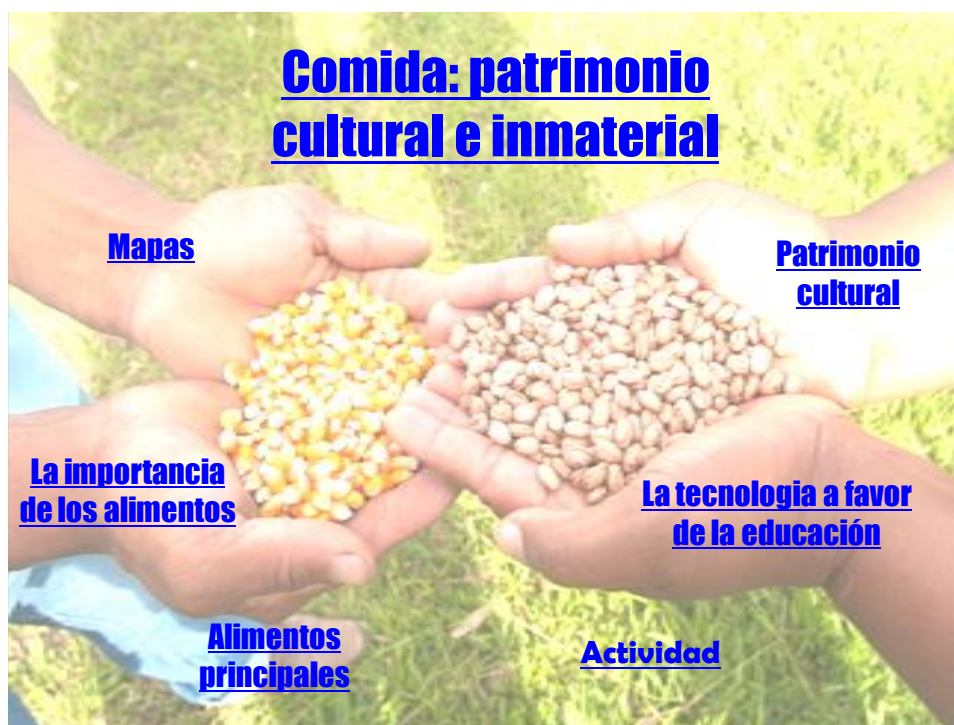 Comida: patrimonio
cultural e inmaterial
Mapas
Patrimonio
cultural
La importancia
de los alimentos
La tecnologia a favor
de la educación
Alimentos
principales
Actividad